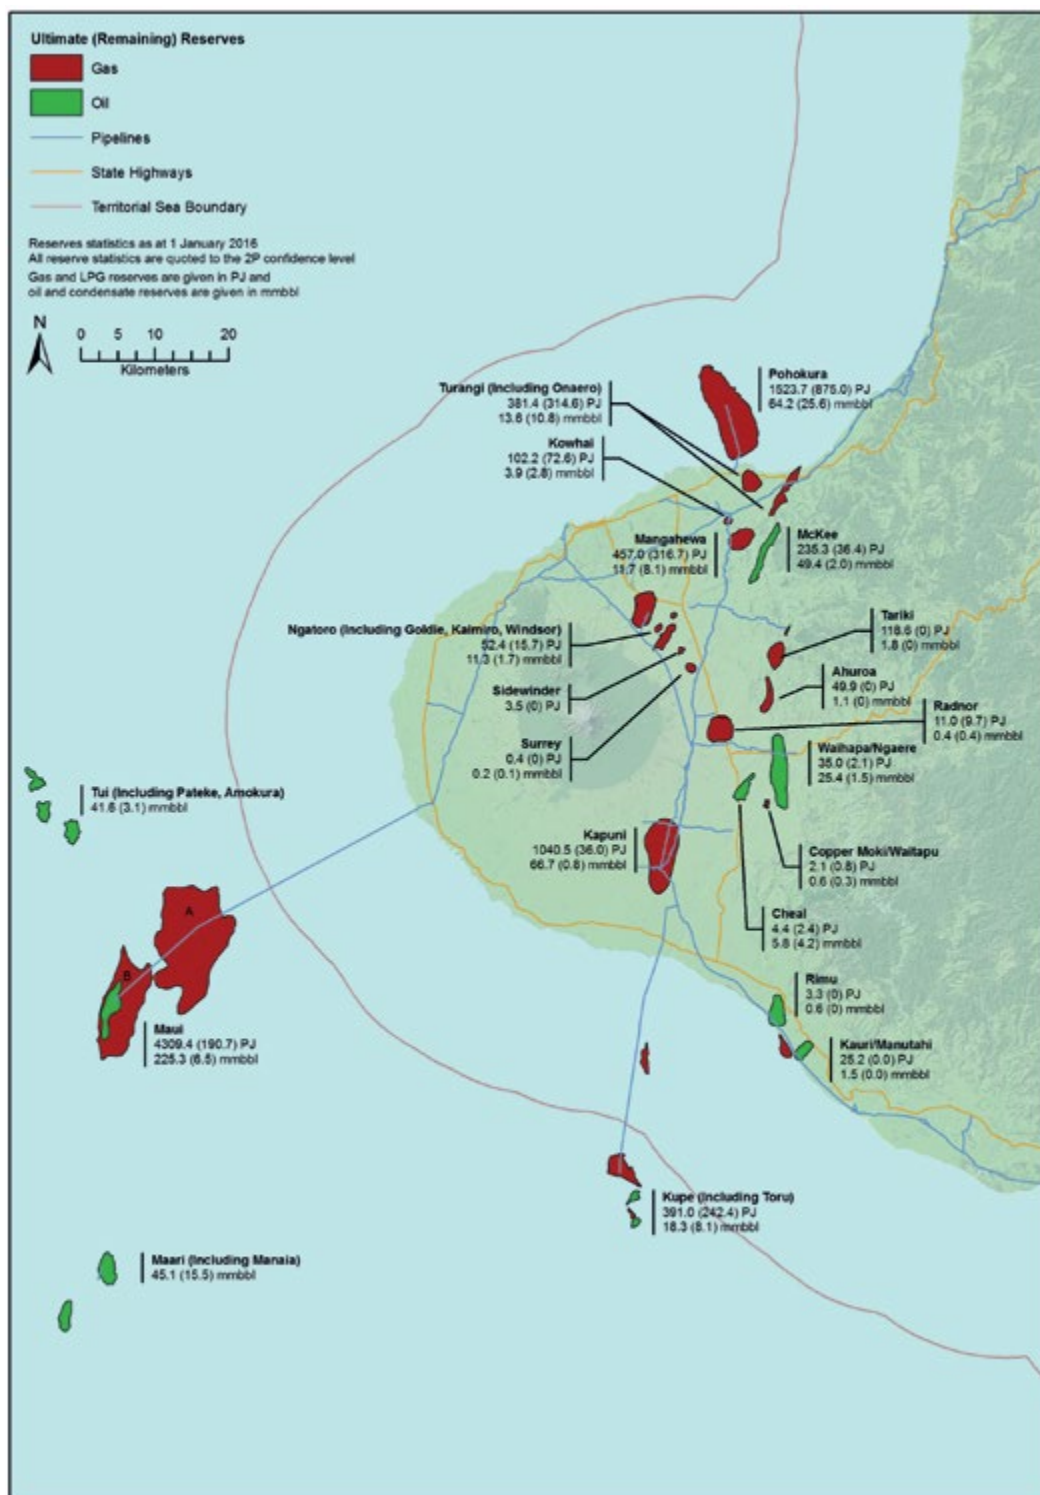 Ultimate (Remaining) Reserves
Gas
Oil
Pipelines
State Highways
Territorial Sea Boundary
Reserves statistics as at 1 January 2016
All reserve statistics are quoted to the 2P confidence level
Gas and LPG reserves are given in PJ and
oil and condensate reserves are given in mmbbl
N
0 5 10 20
Kilometers
Pohokura
1523.7 (875.0) PJ
64.2 (25.6) mmbbl
Turangi (Including Onaero)
381.4 (314.6) PJ
13.6 (10.8) mmbbl
Kowhai
102.2 (72.6) PJ
3.9 (2.8) mmbbl
Mangahewa
457.0 (316.7) PJ
11.7 (8.1) mmbbl
McKee
235.3 (36.4) PJ
49.4 (2.0) mmbbl
Ngatoro (Including Goldie, Kaimiro, Windsor)
52.4 (15.7) PJ
11.3 (1.7) mmbbl
Tariki
118.6 (0) PJ
1.8 (0) mmbbl
Sidewinder
3.5 (0) PJ
Ahuroa
49.9 (0) PJ
1.1 (0) mmbbl
Radnor
11.0 (9.7) PJ
0.4 (0.4) mmbbl
Surrey
0.4 (0) PJ
0.2 (0.1) mmbbl
Waihapa/Ngaere
35.0 (2.1) PJ
25.4 (1.5) mmbbl
Tui (Including Pateke, Amokura)
41.6 (3.1) mmbbl
Kapuni
1040.5 (36.0) PJ
66.7 (0.8) mmbbl
Copper Moki/Waitapu
2.1 (0.8) PJ
0.6 (0.3) mmbbl
Cheal
4.4 (2.4) PJ
5.8 (4.2) mmbbl
A
B
Maui
4309.4 (190.7) PJ
225.3 (6.5) mmbbl
Rimu
3.3 (0) PJ
0.6 (0) mmbbl
Kauri/Manutahi
25.2 (0.0) PJ
1.5 (0.0) mmbbl
Kupe (Including Toru)
391.0 (242.4) PJ
18.3 (8.1) mmbbl
Maari (Including Manaia)
45.1 (15.5) mmbbl